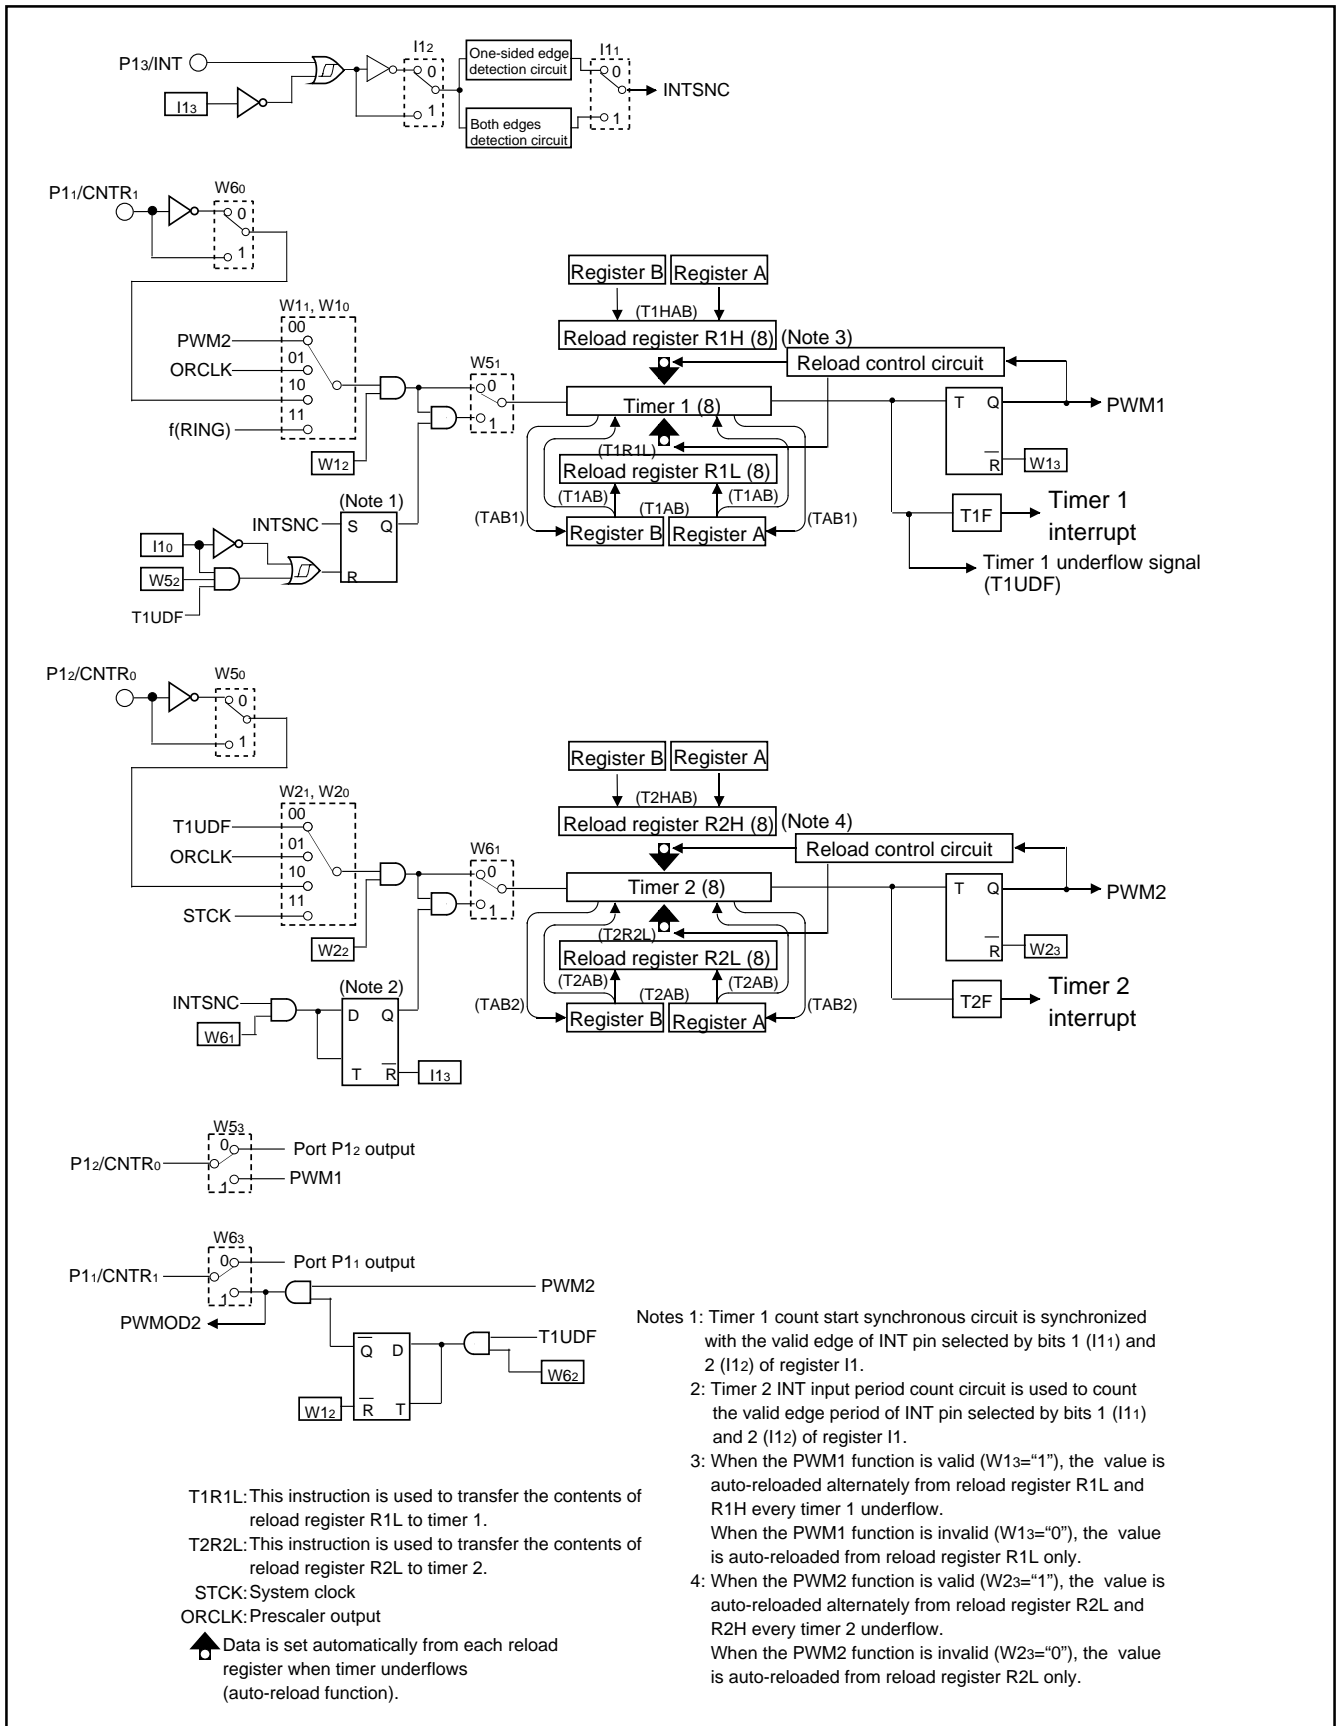 P13/INT
I13
I12
0
1
One-sided edge
detection circuit
Both edges
detection circuit
I11
0
1
INTSNC
P11/CNTR1
W60
0
1
W11, W10
PWM2
00
ORCLK
01
10
11
f(RING)
W12
W51
0
1
Register B
Register A
(T1HAB)
Reload register R1H (8)
(Note 3)
Reload control circuit
Timer 1 (8)
(T1R1L)
Reload register R1L (8)
(T1AB)
(T1AB)
(T1AB)
(TAB1)
Register B
Register A
(TAB1)
T
Q
R
PWM1
W13
T1F
Timer 1
interrupt
Timer 1 underflow signal
(T1UDF)
(Note 1)
INTSNC
S
Q
R
I10
W52
T1UDF
P12/CNTR0
W50
0
1
W21, W20
T1UDF
00
ORCLK
01
10
11
STCK
W22
W61
0
1
Register B
Register A
(T2HAB)
Reload register R2H (8)
(Note 4)
Reload control circuit
Timer 2 (8)
(T2R2L)
Reload register R2L (8)
(T2AB)
(T2AB)
(T2AB)
(TAB2)
Register B
Register A
(TAB2)
T
Q
R
PWM2
W23
T2F
Timer 2
interrupt
(Note 2)
INTSNC
W61
D
Q
T
R
I13
W53
0
1
P12/CNTR0
Port P12 output
PWM1
W63
0
1
P11/CNTR1
Port P11 output
PWM2
PWMOD2
Q
D
R
T
T1UDF
W62
W12
Notes 1: Timer 1 count start synchronous circuit is synchronized
with the valid edge of INT pin selected by bits 1 (I11) and
2 (I12) of register I1.
2: Timer 2 INT input period count circuit is used to count
the valid edge period of INT pin selected by bits 1 (I11)
and 2 (I12) of register I1.
3: When the PWM1 function is valid (W13=“1”), the value is
auto-reloaded alternately from reload register R1L and
R1H every timer 1 underflow.
When the PWM1 function is invalid (W13=“0”), the value
is auto-reloaded from reload register R1L only.
4: When the PWM2 function is valid (W23=“1”), the value is
auto-reloaded alternately from reload register R2L and
R2H every timer 2 underflow.
When the PWM2 function is invalid (W23=“0”), the value
is auto-reloaded from reload register R2L only.
T1R1L: This instruction is used to transfer the contents of
reload register R1L to timer 1.
T2R2L: This instruction is used to transfer the contents of
reload register R2L to timer 2.
STCK: System clock
ORCLK: Prescaler output
Data is set automatically from each reload
register when timer underflows
(auto-reload function).